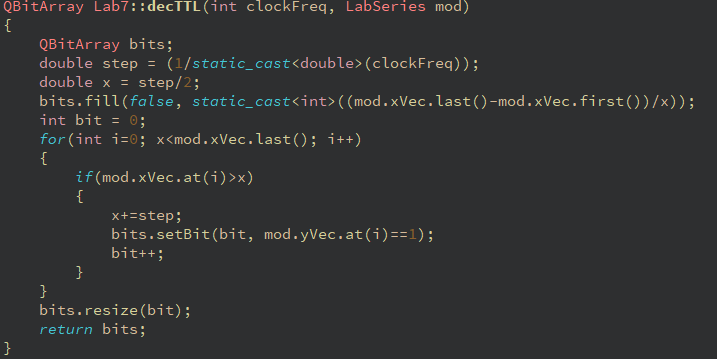 QBitArray Lab7::decTTL(int clockFreq, LabSeries mod)
{
    QBitArray bits;
    double step = (1/static_cast<double>(clockFreq));
    double x = step/2;
    bits.fill(false, static_cast<int>((mod.xVec.last()-mod.xVec.first())/x));
    int bit = 0;
    for(int i=0; x<mod.xVec.last(); i++)
    {
        if(mod.xVec.at(i)>x)
        {
            x+=step;
            bits.setBit(bit, mod.yVec.at(i)==1);
            bit++;
        }
    }
    bits.resize(bit);
    return bits;
}